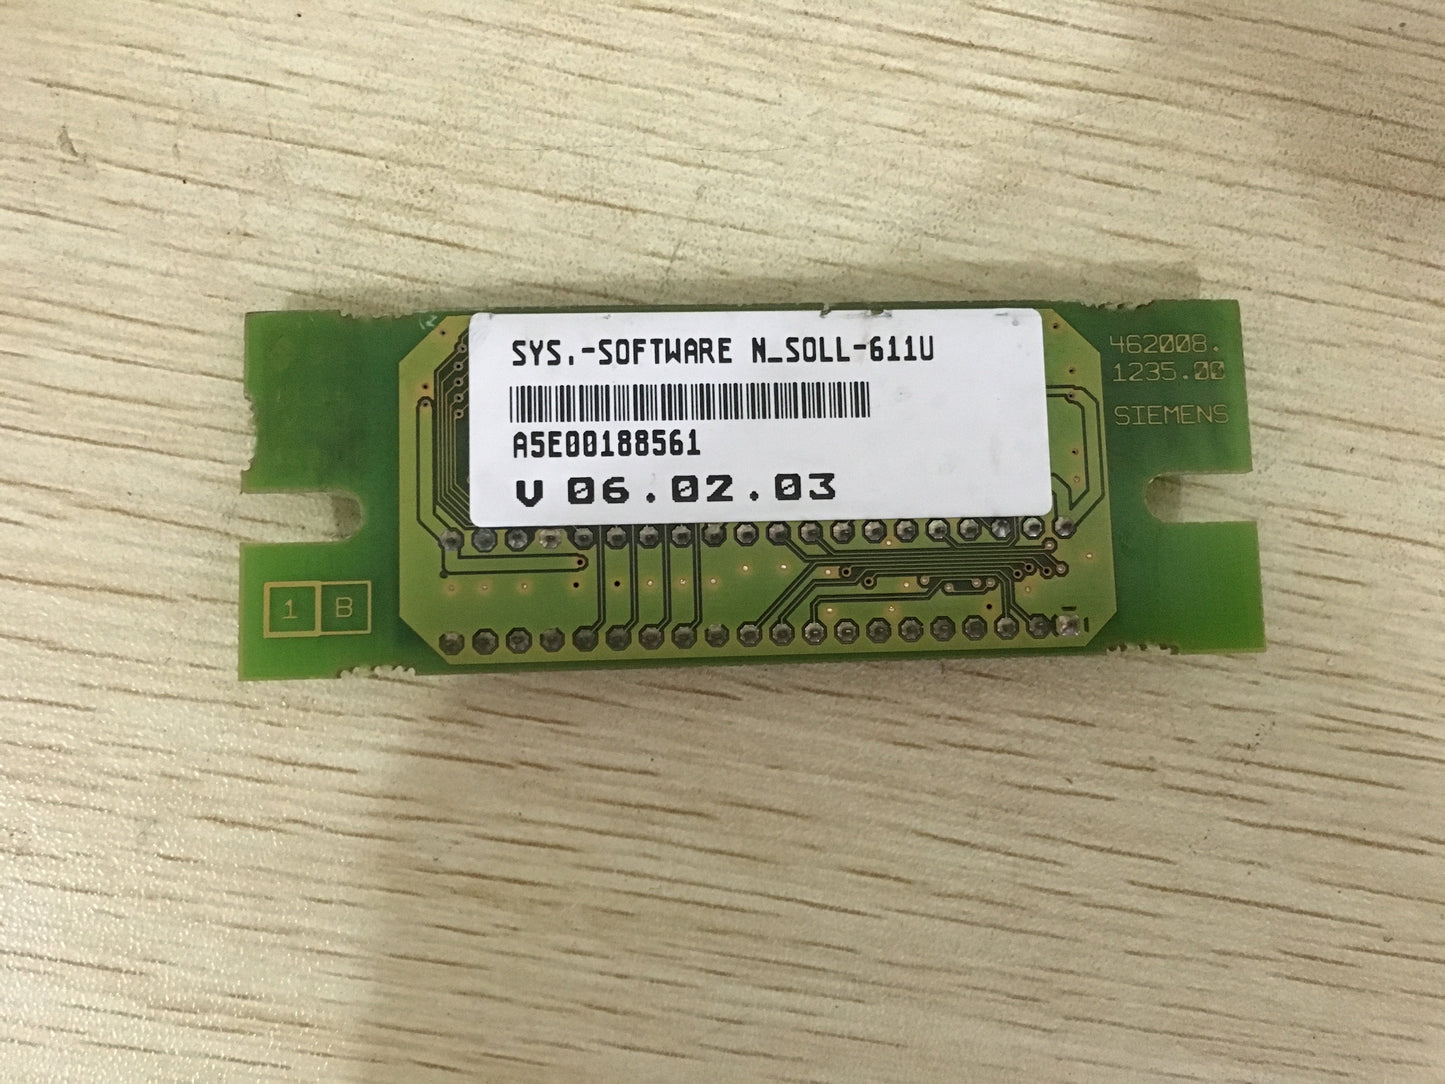 SYS.-SOFTWARE N_SOLL-611U
A5E00188561
V 06.02.03
462008.
1235.00
SIEMENS
1 B